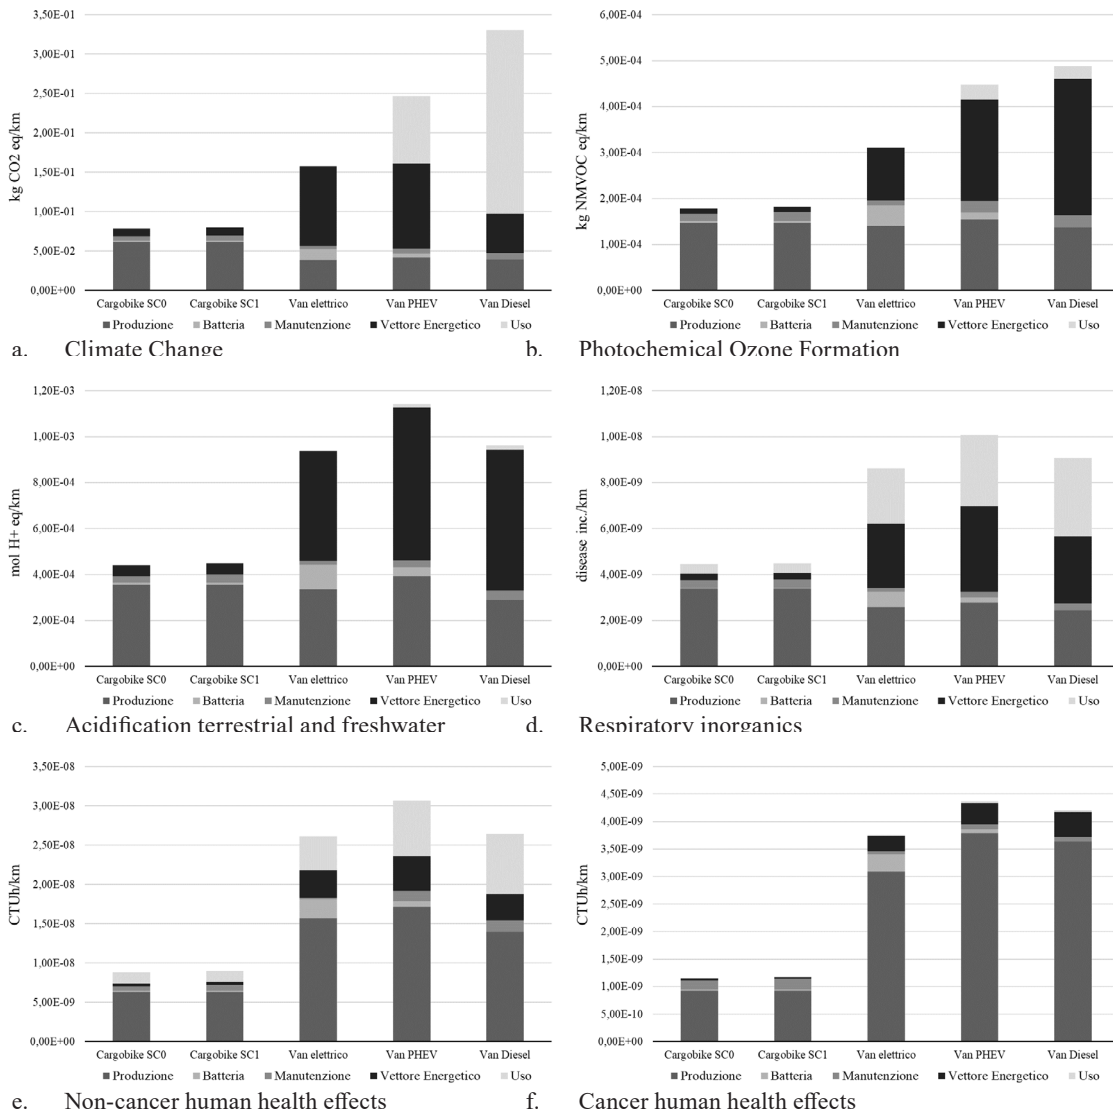 3,50E-01
3,00E-01
2,50E-01
2,00E-01
1,50E-01
1,00E-01
5,00E-02
0,00E+00
kg CO2 eq/km
Cargobike SC0 Cargobike SC1 Van elettrico Van PHEV Van Diesel
Produzione Batteria Manutenzione Vettore Energetico Uso
a. Climate Change
6,00E-04
5,00E-04
4,00E-04
3,00E-04
2,00E-04
1,00E-04
0,00E+00
kg NMVOC eq/km
Cargobike SC0 Cargobike SC1 Van elettrico Van PHEV Van Diesel
Produzione Batteria Manutenzione Vettore Energetico Uso
b. Photochemical Ozone Formation
1,20E-03
1,00E-03
8,00E-04
6,00E-04
4,00E-04
2,00E-04
0,00E+00
mol H+ eq/km
Cargobike SC0 Cargobike SC1 Van elettrico Van PHEV Van Diesel
Produzione Batteria Manutenzione Vettore Energetico Uso
c. Acidification terrestrial and freshwater
1,20E-08
1,00E-08
8,00E-09
6,00E-09
4,00E-09
2,00E-09
0,00E+00
disease inc./km
Cargobike SC0 Cargobike SC1 Van elettrico Van PHEV Van Diesel
Produzione Batteria Manutenzione Vettore Energetico Uso
d. Respiratory inorganics
3,50E-08
3,00E-08
2,50E-08
2,00E-08
1,50E-08
1,00E-08
5,00E-09
0,00E+00
CTUh/km
Cargobike SC0 Cargobike SC1 Van elettrico Van PHEV Van Diesel
Produzione Batteria Manutenzione Vettore Energetico Uso
e. Non-cancer human health effects
5,00E-09
4,50E-09
4,00E-09
3,50E-09
3,00E-09
2,50E-09
2,00E-09
1,50E-09
1,00E-09
5,00E-10
0,00E+00
CTUh/km
Cargobike SC0 Cargobike SC1 Van elettrico Van PHEV Van Diesel
Produzione Batteria Manutenzione Vettore Energetico Uso
f. Cancer human health effects